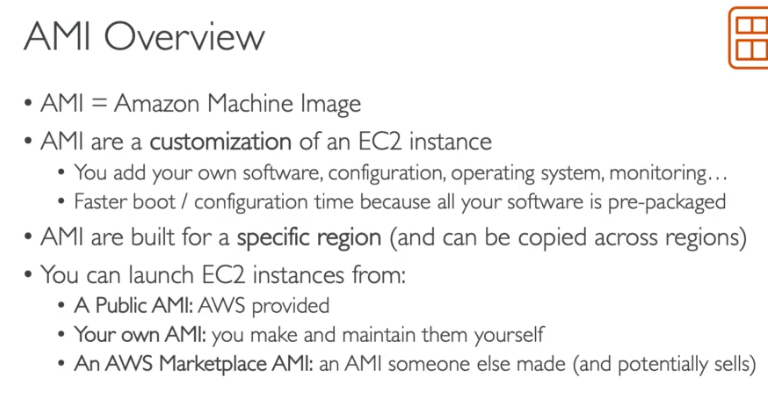 AMI Overview
• AMI = Amazon Machine Image
• AMI are a customization of an EC2 instance
• You add your own software, configuration, operating system, monitoring…
• Faster boot / configuration time because all your software is pre-packaged
• AMI are built for a specific region (and can be copied across regions)
• You can launch EC2 instances from:
• A Public AMI: AWS provided
• Your own AMI: you make and maintain them yourself
• An AWS Marketplace AMI: an AMI someone else made (and potentially sells)